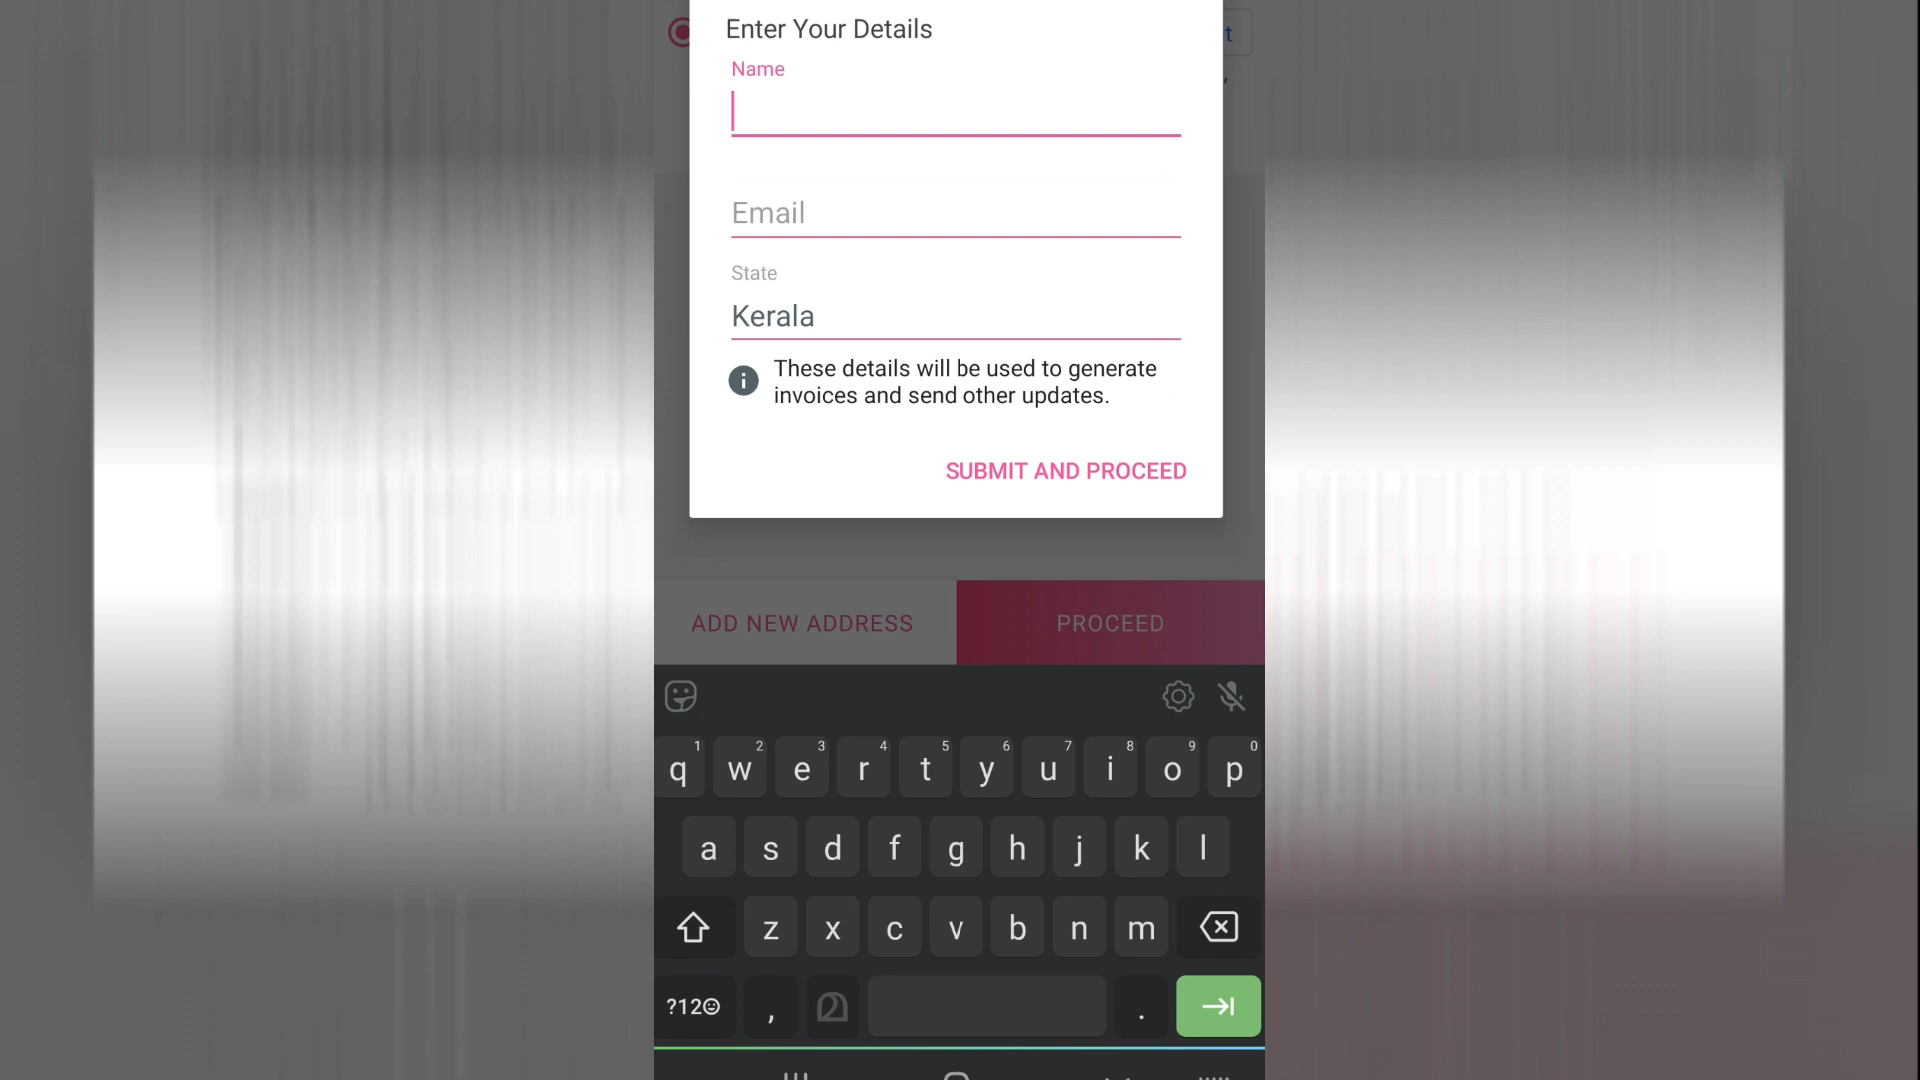 Enter Your Details
t
Name
,
Email
State
Kerala
These details will be used to generate
invoices and send other updates.
SUBMIT AND PROCEED
ADD NEW ADDRESS PROCEED
1 2 3 4 5 6 7 8 9 0
q w e r t y u i o p
a s d f g h j k l
z x c v b n m
?12☺ , മ .